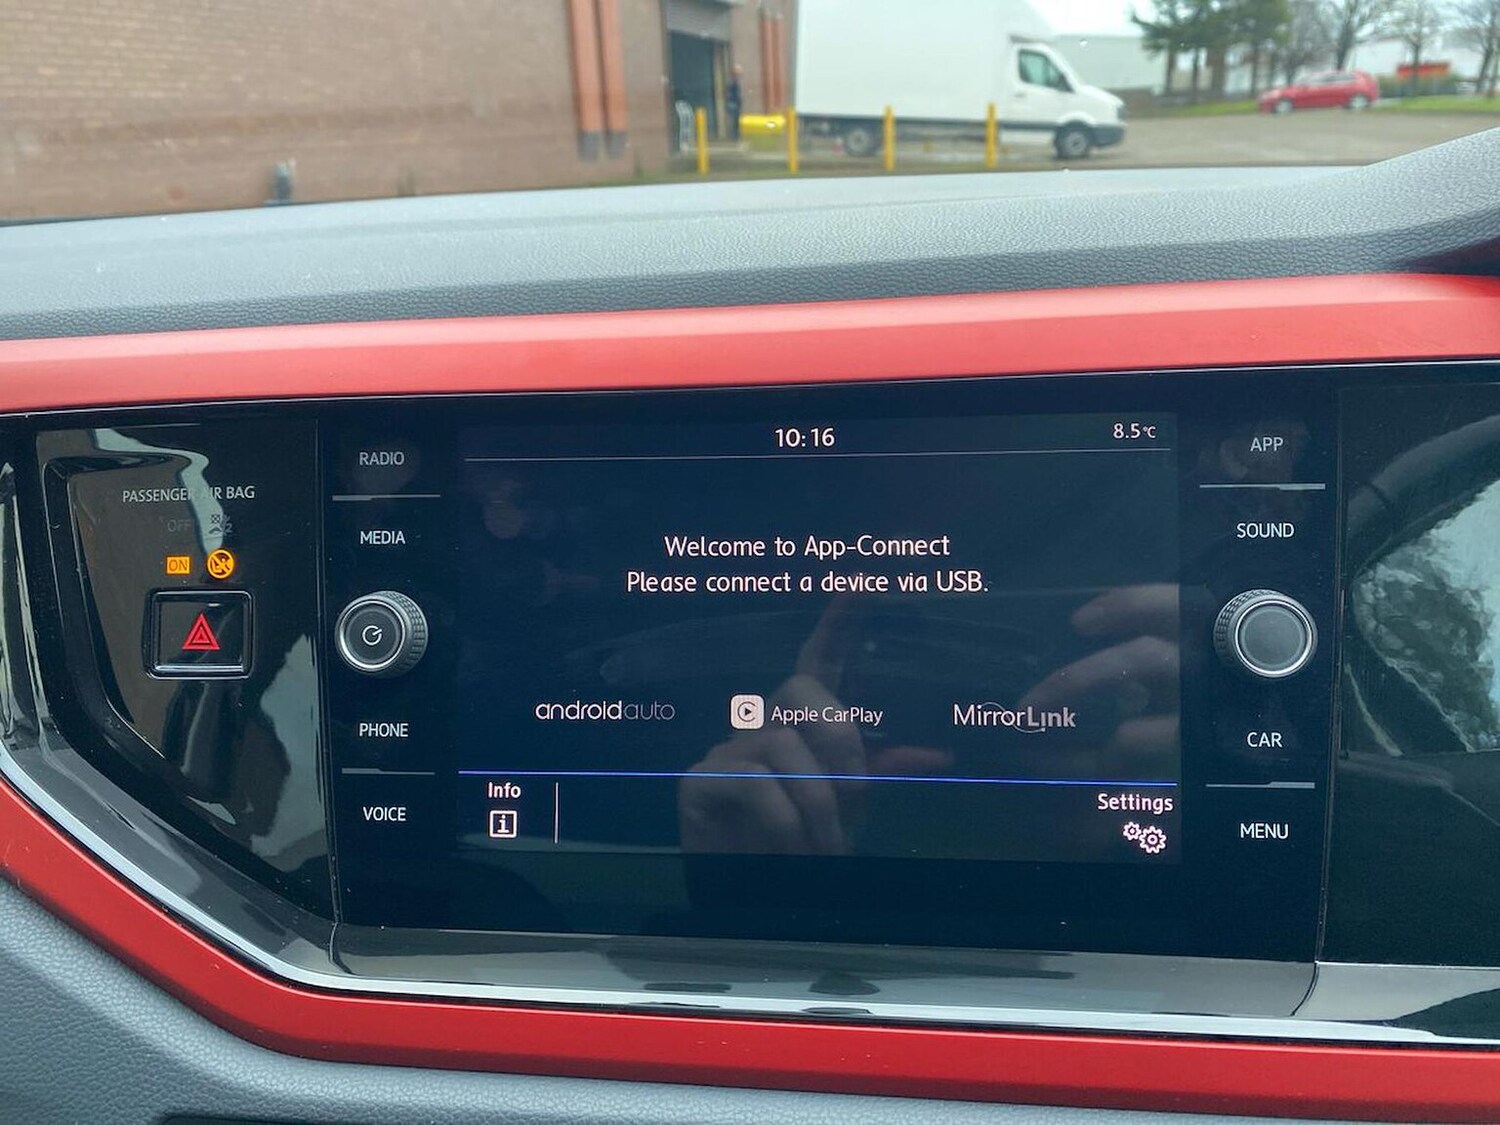 10:16
8.5°C
RADIO
MEDIA
PHONE
VOICE
PASSENGER AIR BAG
OFF
ON
Welcome to App-Connect
Please connect a device via USB.
androidauto
Apple CarPlay
MirrorLink
Info
i
Settings
APP
SOUND
CAR
MENU